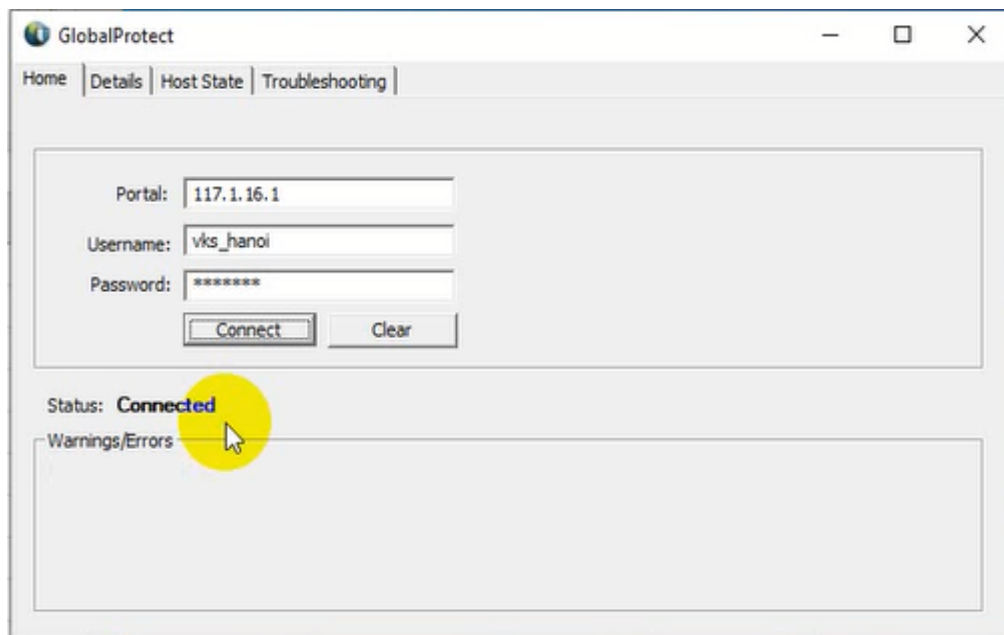 GlobalProtect
Home Details Host State Troubleshooting
Portal: 117.1.16.1
Username: vks_hanoi
Password: *******
Connect Clear
Status: Connected
Warnings/Errors